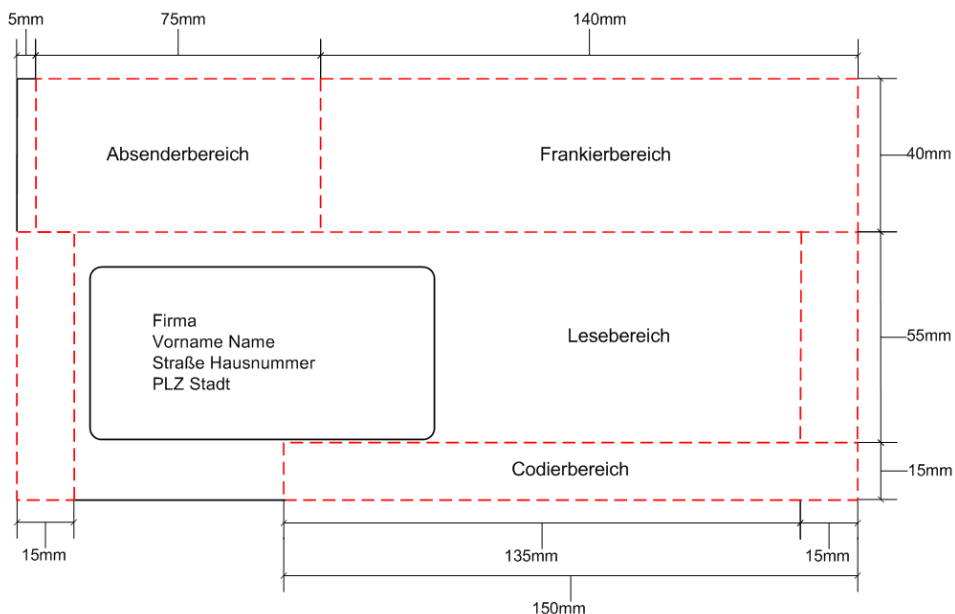 5mm
75mm
140mm
Absenderbereich
Frankierbereich
40mm
Firma
Vorname Name
Straße Hausnummer
PLZ Stadt
Lesebereich
55mm
Codierbereich
15mm
15mm
135mm
15mm
150mm